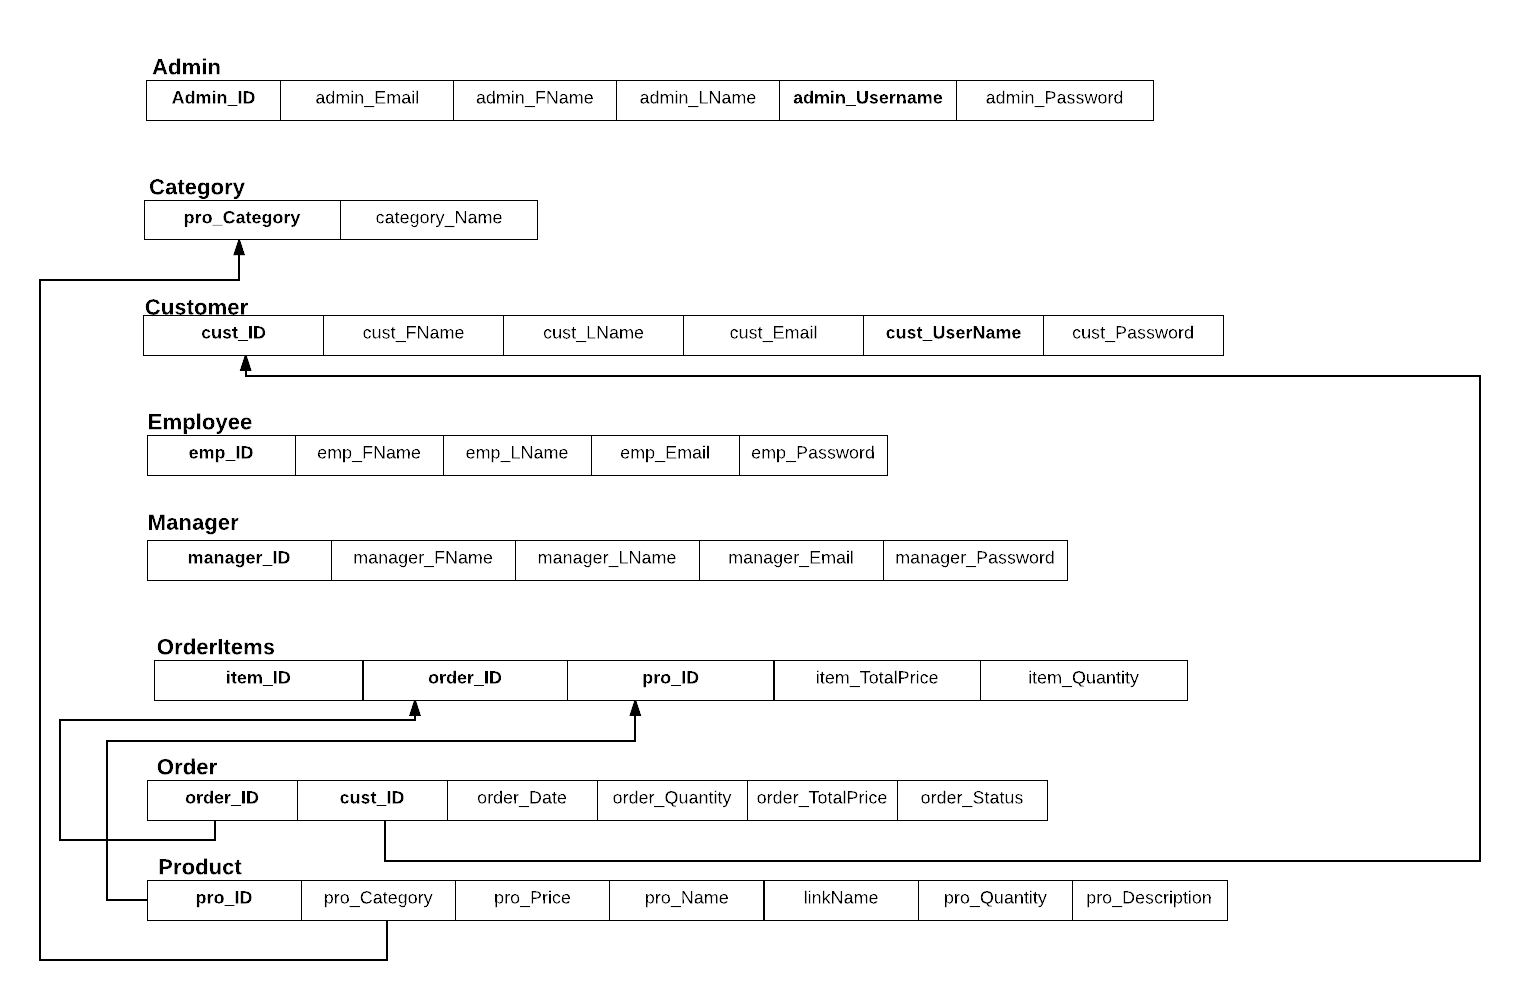 Admin
Admin_ID admin_Email admin_FName admin_LName admin_Username admin_Password
Category
pro_Category category_Name
Customer
cust_ID cust_FName cust_LName cust_Email cust_UserName cust_Password
Employee
emp_ID emp_FName emp_LName emp_Email emp_Password
Manager
manager_ID manager_FName manager_LName manager_Email manager_Password
OrderItems
item_ID order_ID pro_ID item_TotalPrice item_Quantity
Order
order_ID cust_ID order_Date order_Quantity order_TotalPrice order_Status
Product
pro_ID pro_Category pro_Price pro_Name linkName pro_Quantity pro_Description